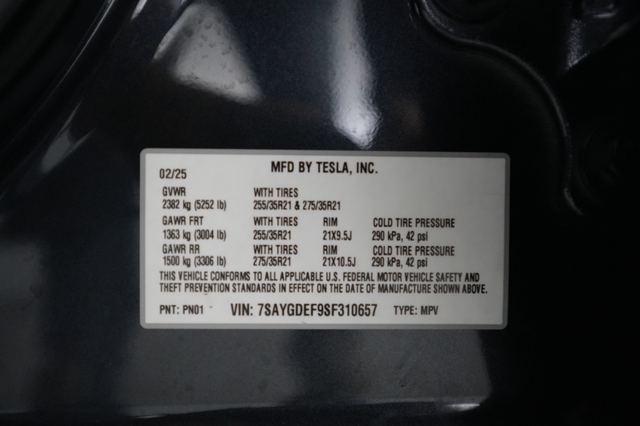 MFD BY TESLA, INC.
02/25
GVWR WITH TIRES
2382 kg (5252 lb) 255/35R21 & 275/35R21
GAWR FRT WITH TIRES RIM COLD TIRE PRESSURE
1363 kg (3004 lb) 255/35R21 21X9.5J 290 kPa, 42 psi
GAWR RR WITH TIRES RIM COLD TIRE PRESSURE
1500 kg (3306 lb) 275/35R21 21X10.5J 290 kPa, 42 psi
THIS VEHICLE CONFORMS TO ALL APPLICABLE U.S. FEDERAL MOTOR VEHICLE SAFETY AND
THEFT PREVENTION STANDARDS IN EFFECT ON THE DATE OF MANUFACTURE SHOWN ABOVE.
PNT: PN01 VIN: 7SAYGDEF9SF310657 TYPE: MPV